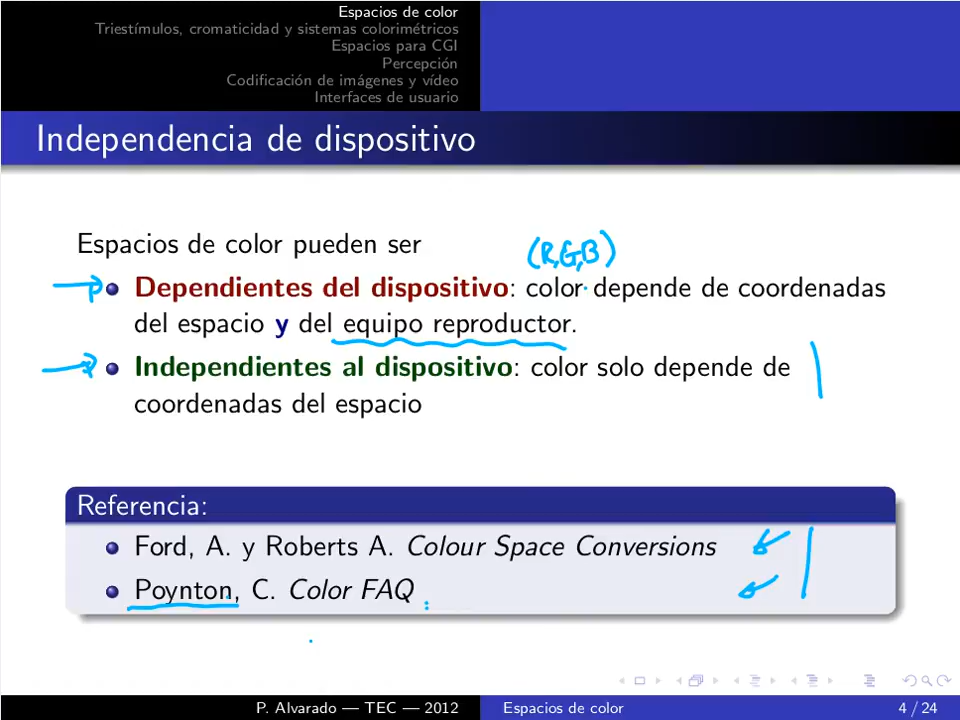 Espacios de color
Triestímulos, cromaticidad y sistemas colorimétricos
Espacios para CGI
Percepción
Codificación de imágenes y vídeo
Interfaces de usuario
Independencia de dispositivo
Espacios de color pueden ser
(R,G,B)
Dependientes del dispositivo: color depende de coordenadas
del espacio y del equipo reproductor.
Independientes al dispositivo: color solo depende de
coordenadas del espacio
Referencia:
Ford, A. y Roberts A. Colour Space Conversions
Poynton, C. Color FAQ
P. Alvarado — TEC — 2012
Espacios de color
4 / 24